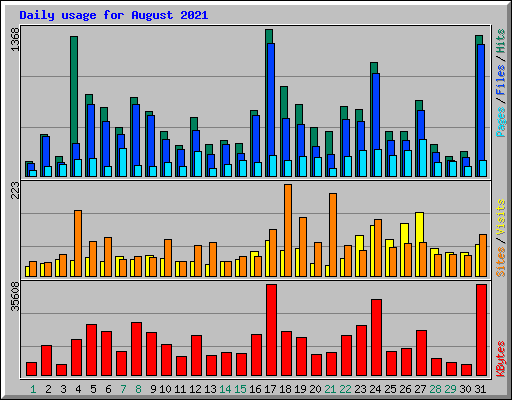 Daily usage for August 2021
1368
Pages / Files / Hits
223
Sites / Visits
35608
KBytes
1 2 3 4 5 6 7 8 9 10 11 12 13 14 15 16 17 18 19 20 21 22 23 24 25 26 27 28 29 30 31